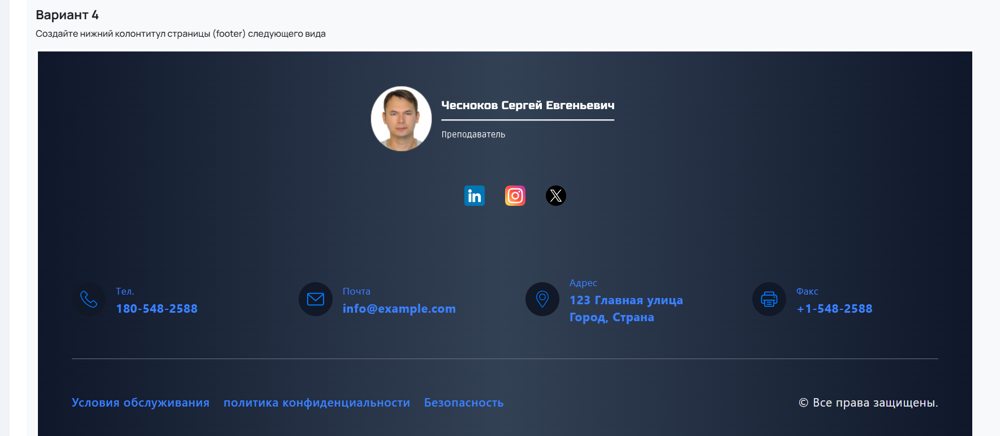 Вариант 4
Создайте нижний колонтитул страницы (footer) следующего вида
Чесноков Сергей Евгеньевич
Преподаватель
in
Тел.
180-548-2588
Почта
info@example.com
Адрес
123 Главная улица
Город, Страна
Факс
+1-548-2588
Условия обслуживания политика конфиденциальности Безопасность
© Все права защищены.